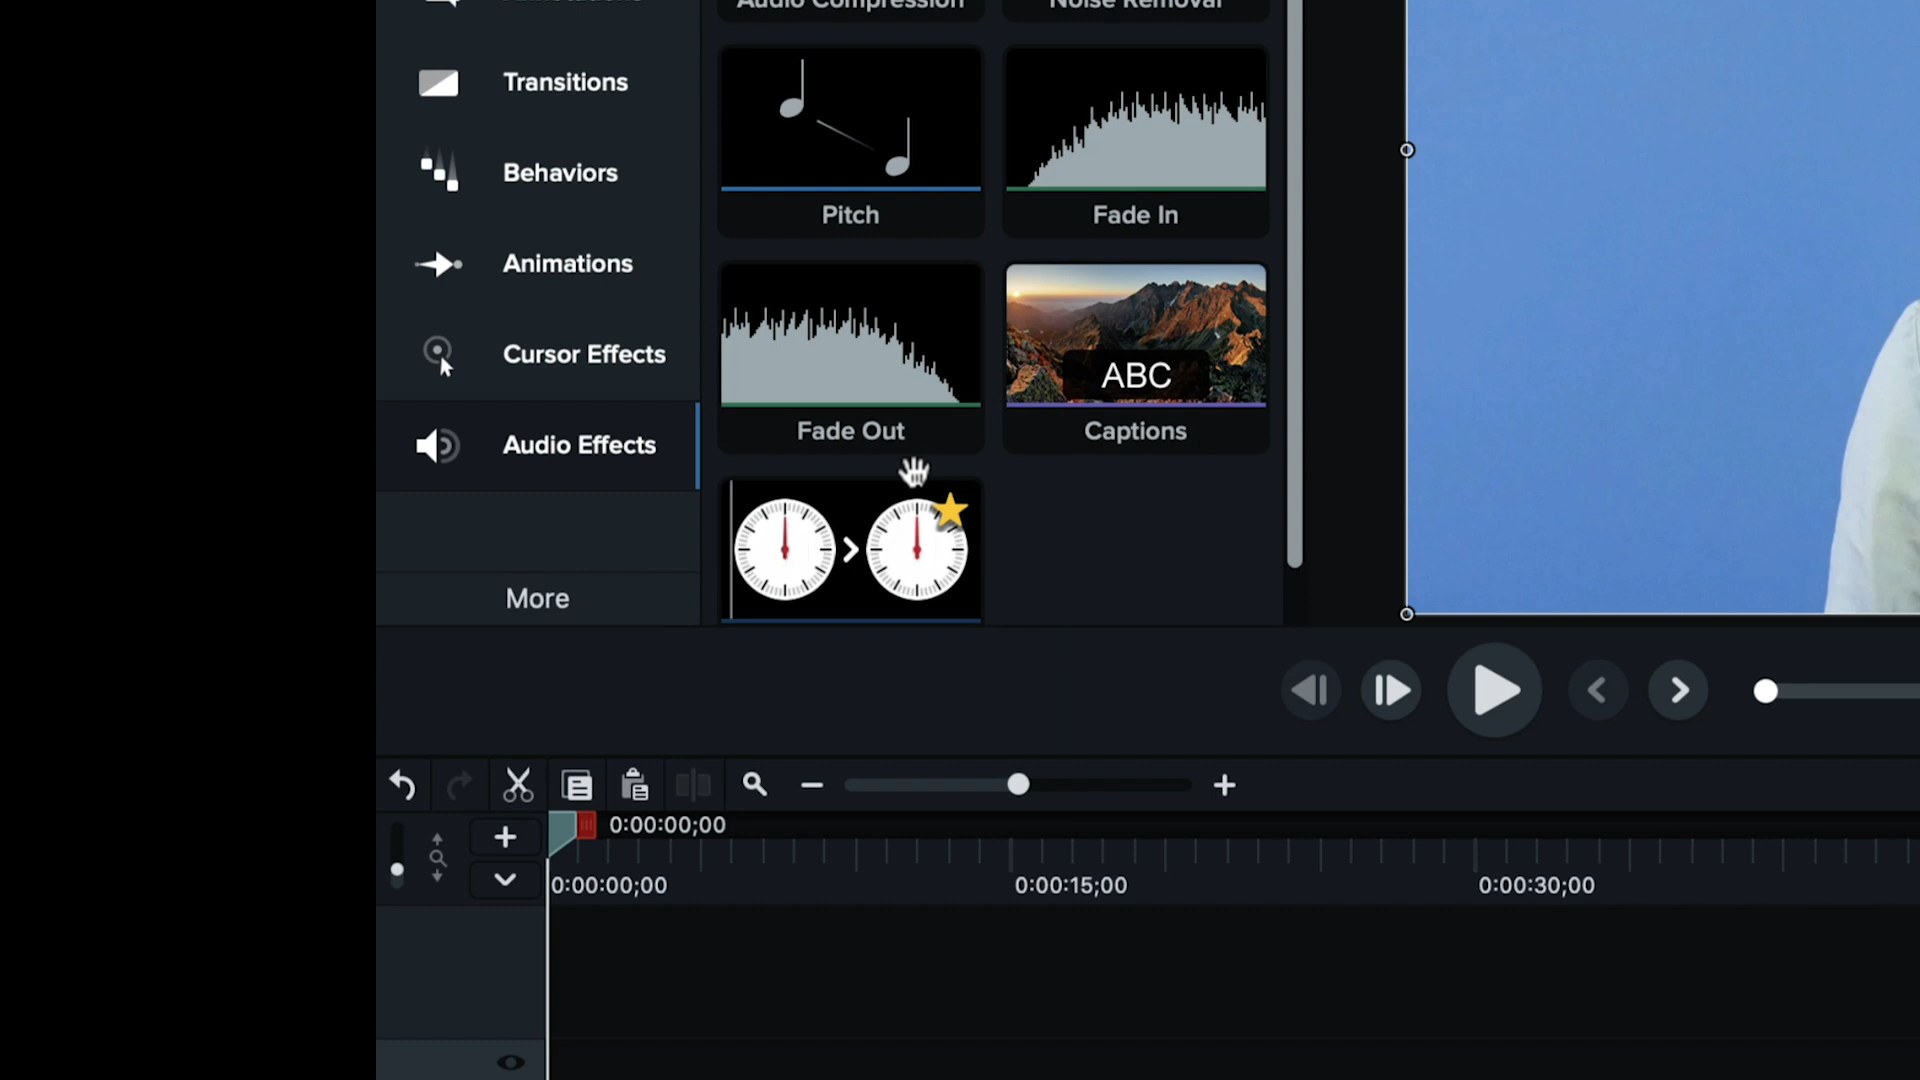 Audio Compression
Noise Removal
Transitions
Behaviors
Pitch
Fade In
Animations
Cursor Effects
ABC
Fade Out
Captions
Audio Effects
More
0:00:00;00
0:00:00;00
0:00:15;00
0:00:30;00